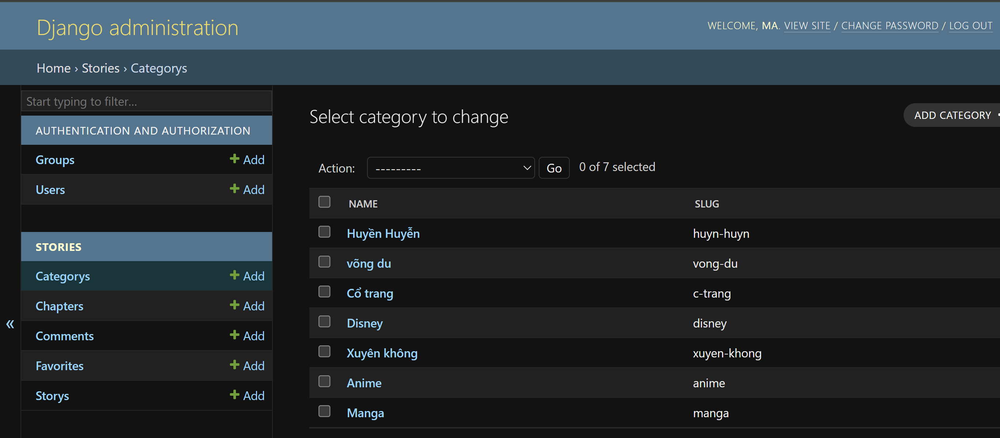 Django administration
WELCOME, MA. VIEW SITE / CHANGE PASSWORD / LOG OUT
Home › Stories › Categorys
Start typing to filter...
AUTHENTICATION AND AUTHORIZATION
Groups + Add
Users + Add
STORIES
Categorys + Add
Chapters + Add
Comments + Add
Favorites + Add
Storys + Add
«
Select category to change
ADD CATEGORY
Action: --------- Go 0 of 7 selected
NAME SLUG
Huyền Huyễn huyn-huyn
võng du vong-du
Cổ trang c-trang
Disney disney
Xuyên không xuyen-khong
Anime anime
Manga manga